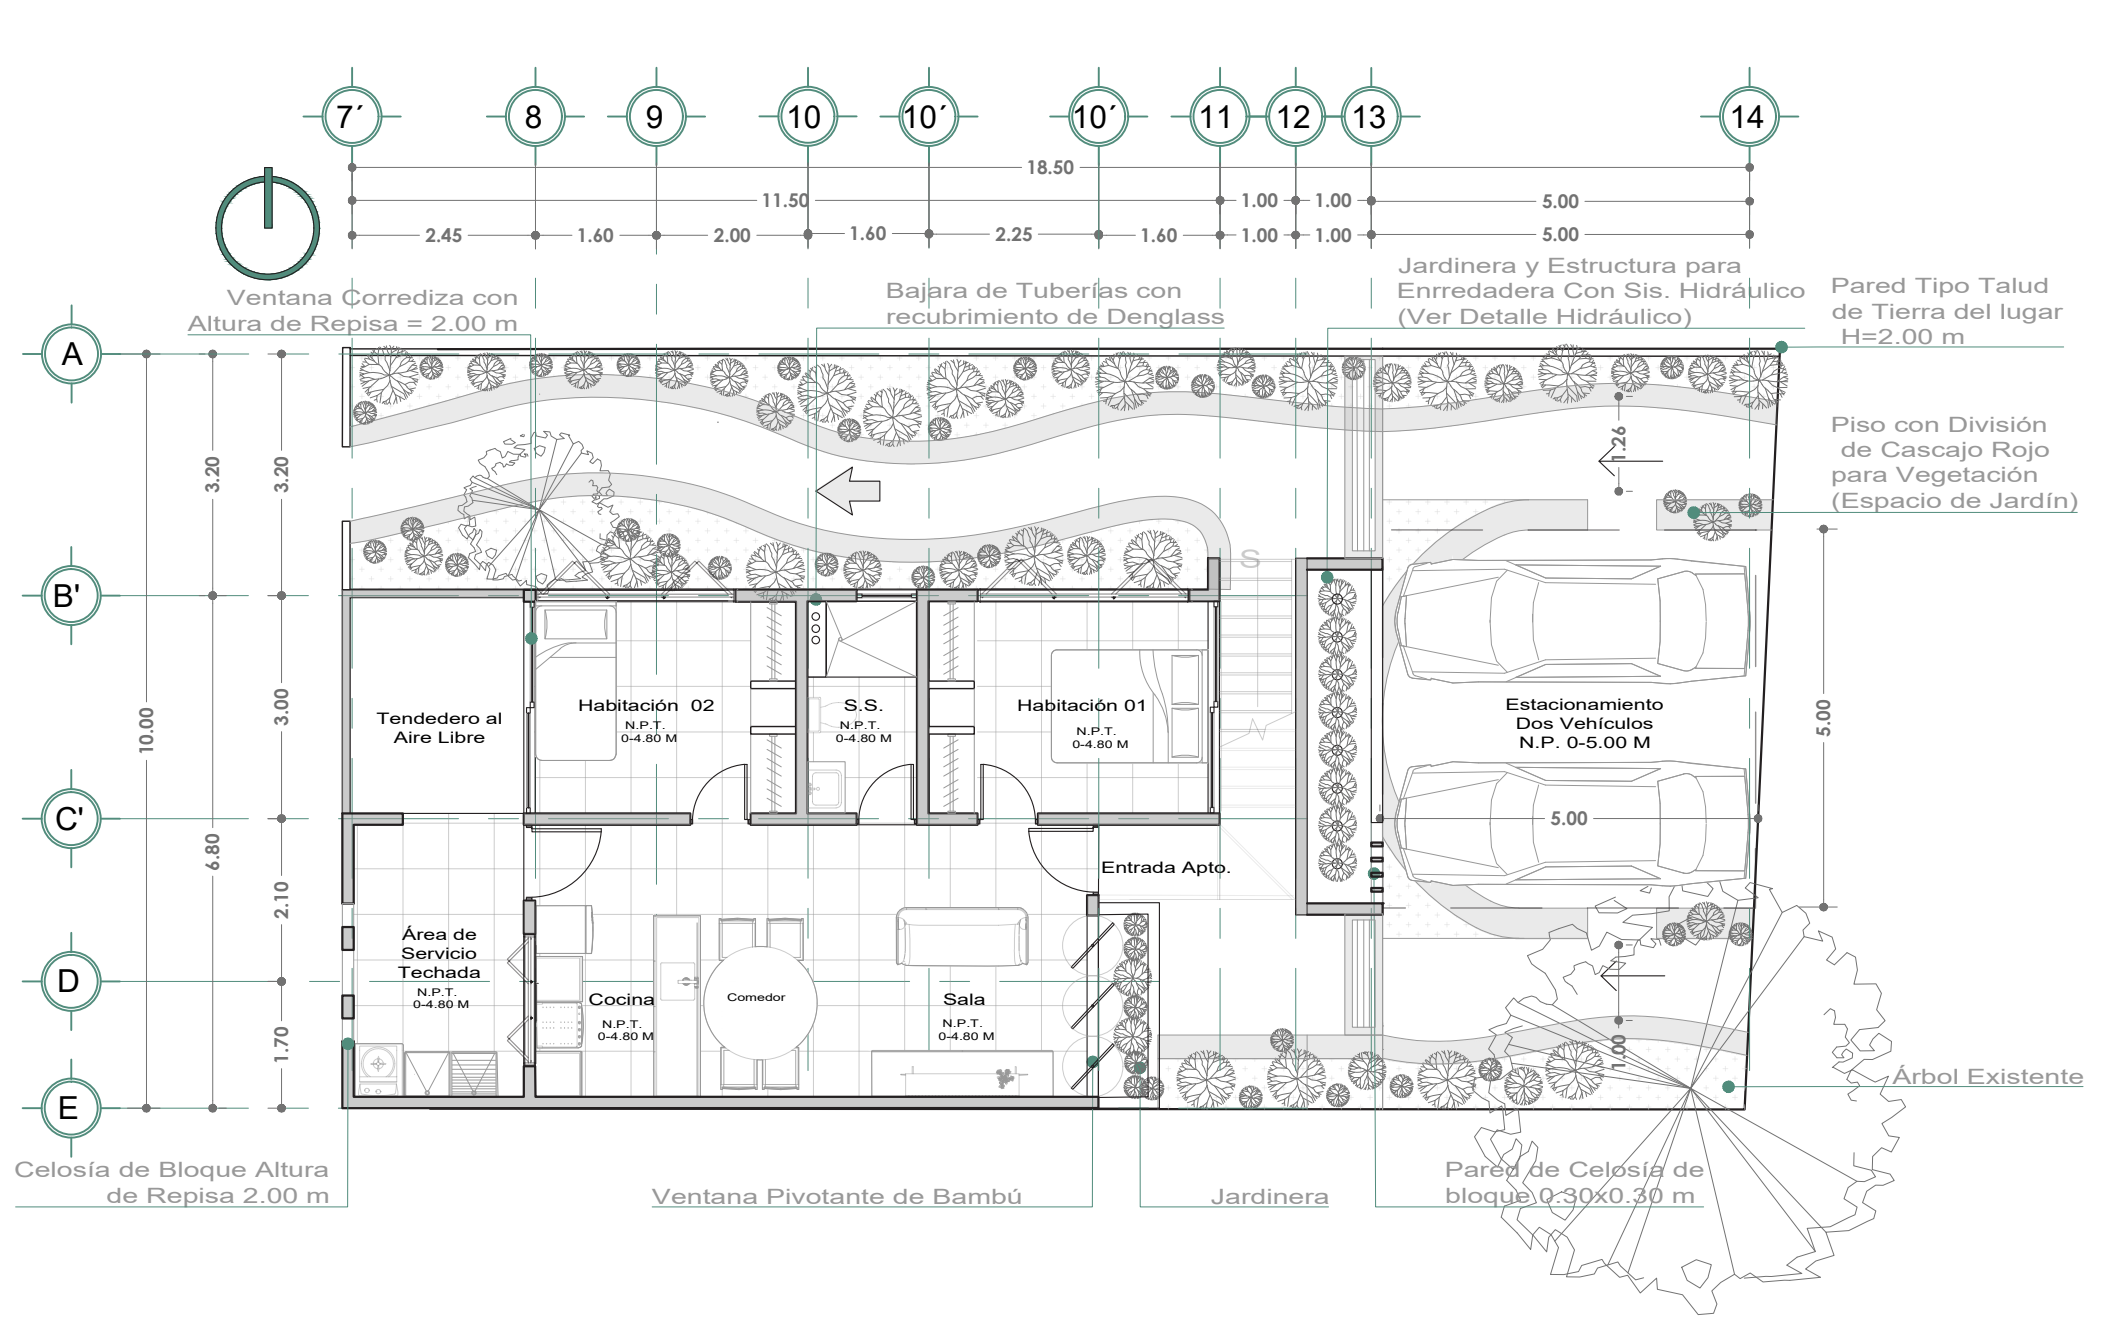 7´
8
9
10
10´
10´
11
12
13
14
18.50
11.50
1.00
1.00
5.00
2.45
1.60
2.00
1.60
2.25
1.60
1.00
1.00
5.00
Ventana Corrediza con
Altura de Repisa = 2.00 m
Bajara de Tuberías con
recubrimiento de Denglass
Jardinera y Estructura para
Enrredadera Con Sis. Hidráulico
(Ver Detalle Hidráulico)
Pared Tipo Talud
de Tierra del lugar
H=2.00 m
Piso con División
de Cascajo Rojo
para Vegetación
(Espacio de Jardín)
A
B'
C'
D
E
10.00
3.20
6.80
3.20
3.00
2.10
1.70
1.26
S
Tendedero al
Aire Libre
Habitación 02
N.P.T.
0-4.80 M
S.S.
N.P.T.
0-4.80 M
Habitación 01
N.P.T.
0-4.80 M
Estacionamiento
Dos Vehículos
N.P. 0-5.00 M
5.00
5.00
Entrada Apto.
Área de
Servicio
Techada
N.P.T.
0-4.80 M
Cocina
N.P.T.
0-4.80 M
Comedor
Sala
N.P.T.
0-4.80 M
1.00
Árbol Existente
Celosía de Bloque Altura
de Repisa 2.00 m
Ventana Pivotante de Bambú
Jardinera
Pared de Celosía de
bloque 0.30x0.30 m